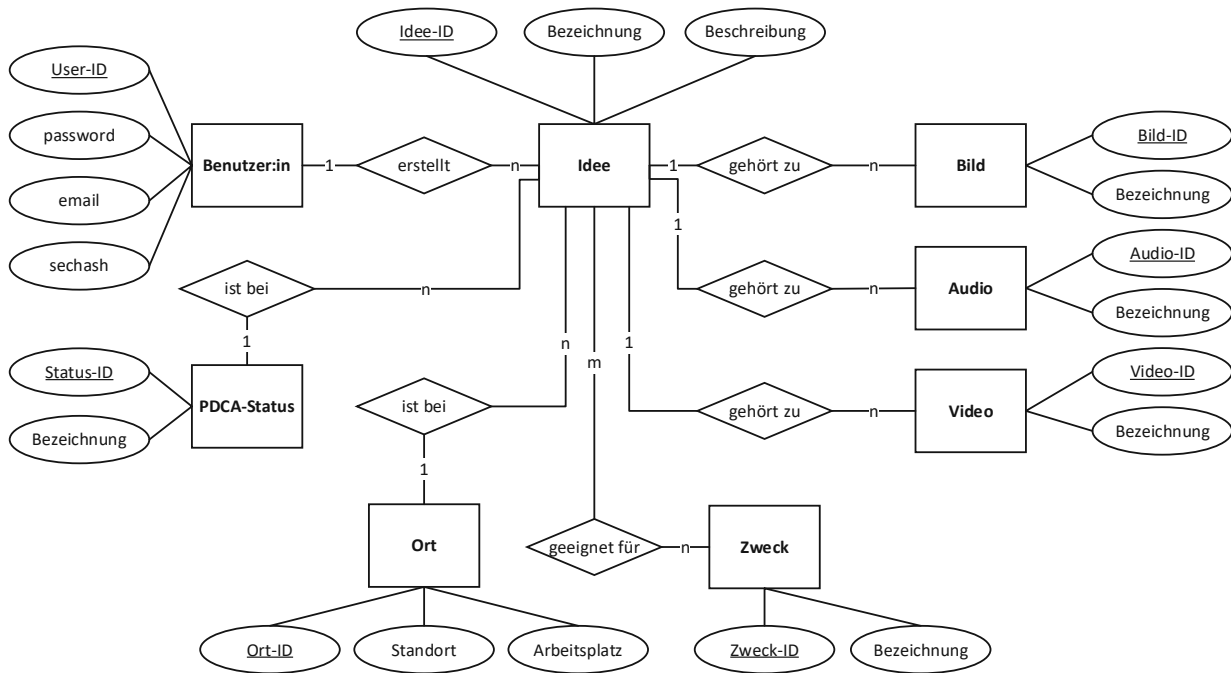 Idee-ID
Bezeichnung
Beschreibung
User-ID
password
email
sechash
Benutzer:in
1
erstellt
n
Idee
1
gehört zu
n
Bild
Bild-ID
Bezeichnung
1
gehört zu
n
Audio
Audio-ID
Bezeichnung
ist bei
n
1
Status-ID
Bezeichnung
PDCA-Status
n
m
1
ist bei
1
gehört zu
n
Video
Video-ID
Bezeichnung
Ort
geeignet für
n
Zweck
Ort-ID
Standort
Arbeitsplatz
Zweck-ID
Bezeichnung